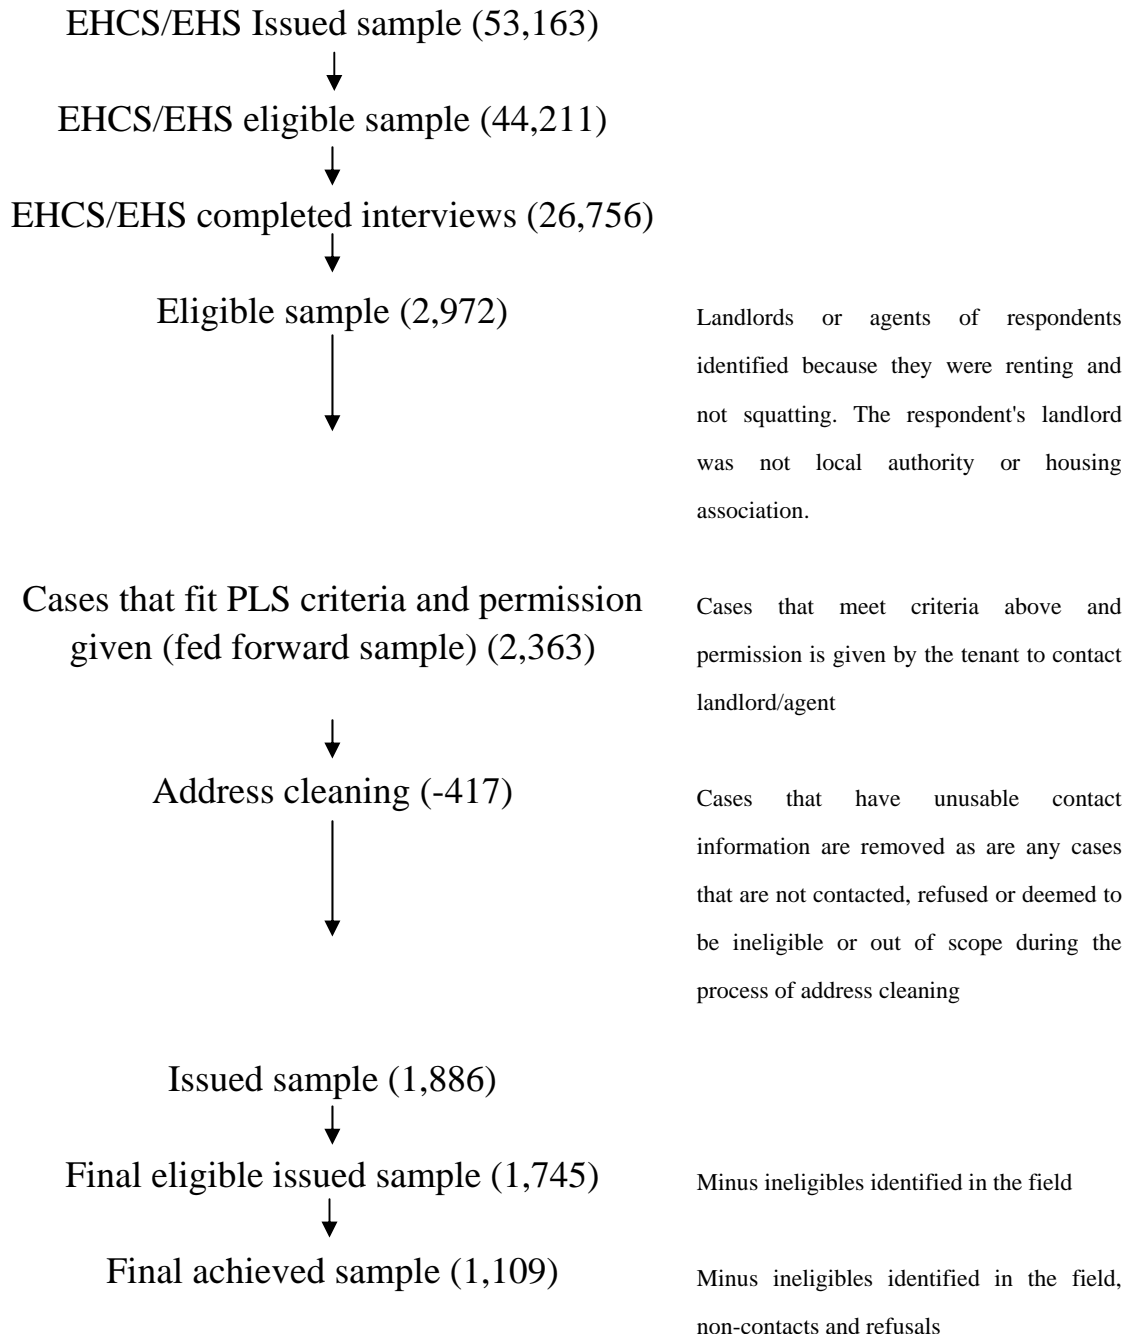 EHCS/EHS Issued sample (53,163)
EHCS/EHS eligible sample (44,211)
EHCS/EHS completed interviews (26,756)
Eligible sample (2,972)
Landlords or agents of respondents
identified because they were renting and
not squatting. The respondent's landlord
was not local authority or housing
association.
Cases that fit PLS criteria and permission
given (fed forward sample) (2,363)
Cases that meet criteria above and
permission is given by the tenant to contact
landlord/agent
Address cleaning (-417)
Cases that have unusable contact
information are removed as are any cases
that are not contacted, refused or deemed to
be ineligible or out of scope during the
process of address cleaning
Issued sample (1,886)
Final eligible issued sample (1,745)
Minus ineligibles identified in the field
Final achieved sample (1,109)
Minus ineligibles identified in the field,
non-contacts and refusals